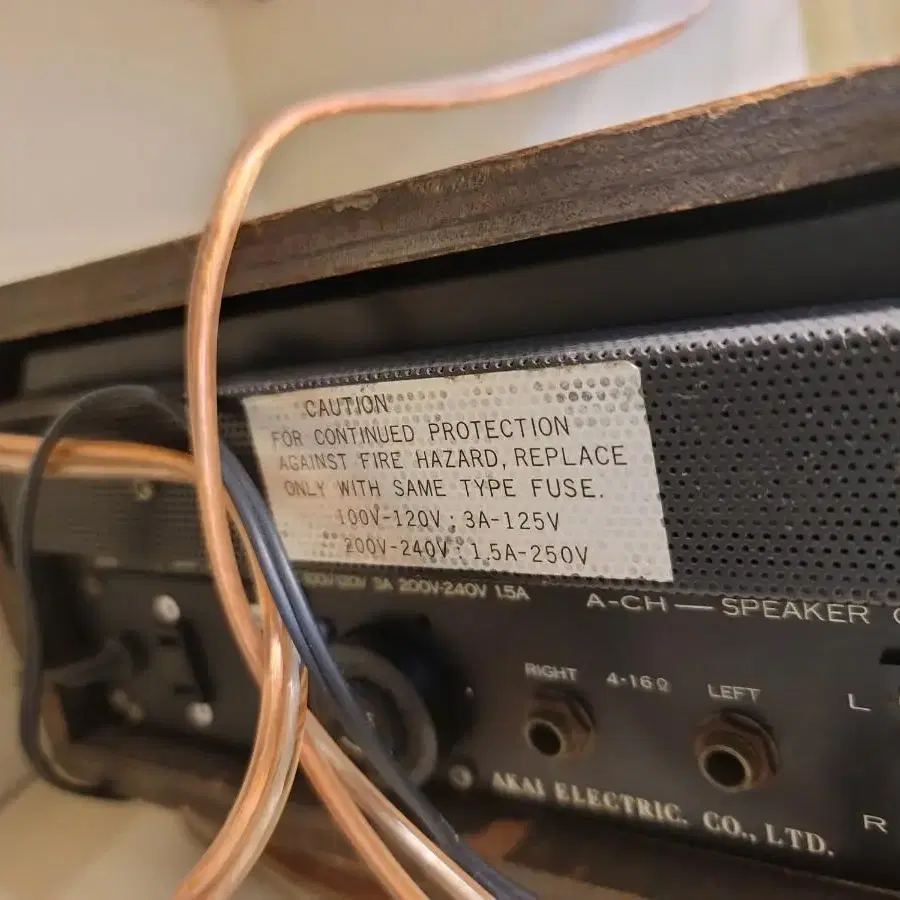 CAUTION
FOR CONTINUED PROTECTION
AGAINST FIRE HAZARD, REPLACE
ONLY WITH SAME TYPE FUSE.
100V-120V : 3A-125V
200V-240V : 1.5A-250V
100V-120V 3A 200V-240V 1.5A
A-CH — SPEAKER
RIGHT 4-16Ω LEFT
L
AKAI ELECTRIC. CO., LTD.
R